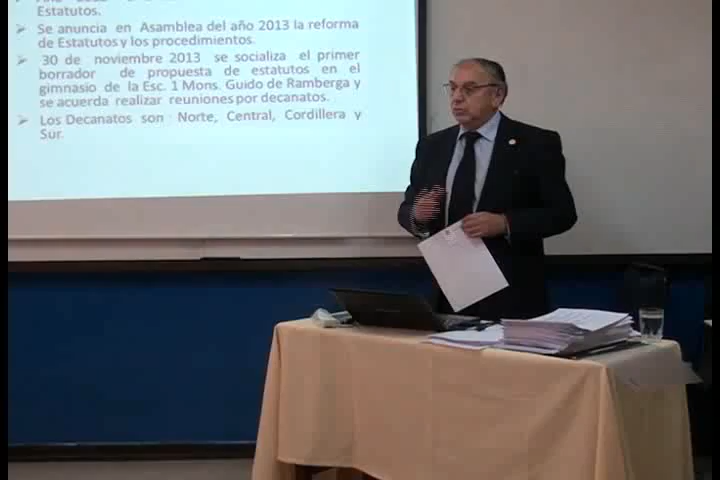 Estatutos.
➢ Se anuncia en Asamblea del año 2013 la reforma
de Estatutos y los procedimientos.
➢ 30 de noviembre 2013 se socializa el primer
borrador de propuesta de estatutos en el
gimnasio de la Esc. 1 Mons. Guido de Ramberga y
se acuerda realizar reuniones por decanatos.
➢ Los Decanatos son : Norte, Central, Cordillera y
Sur.